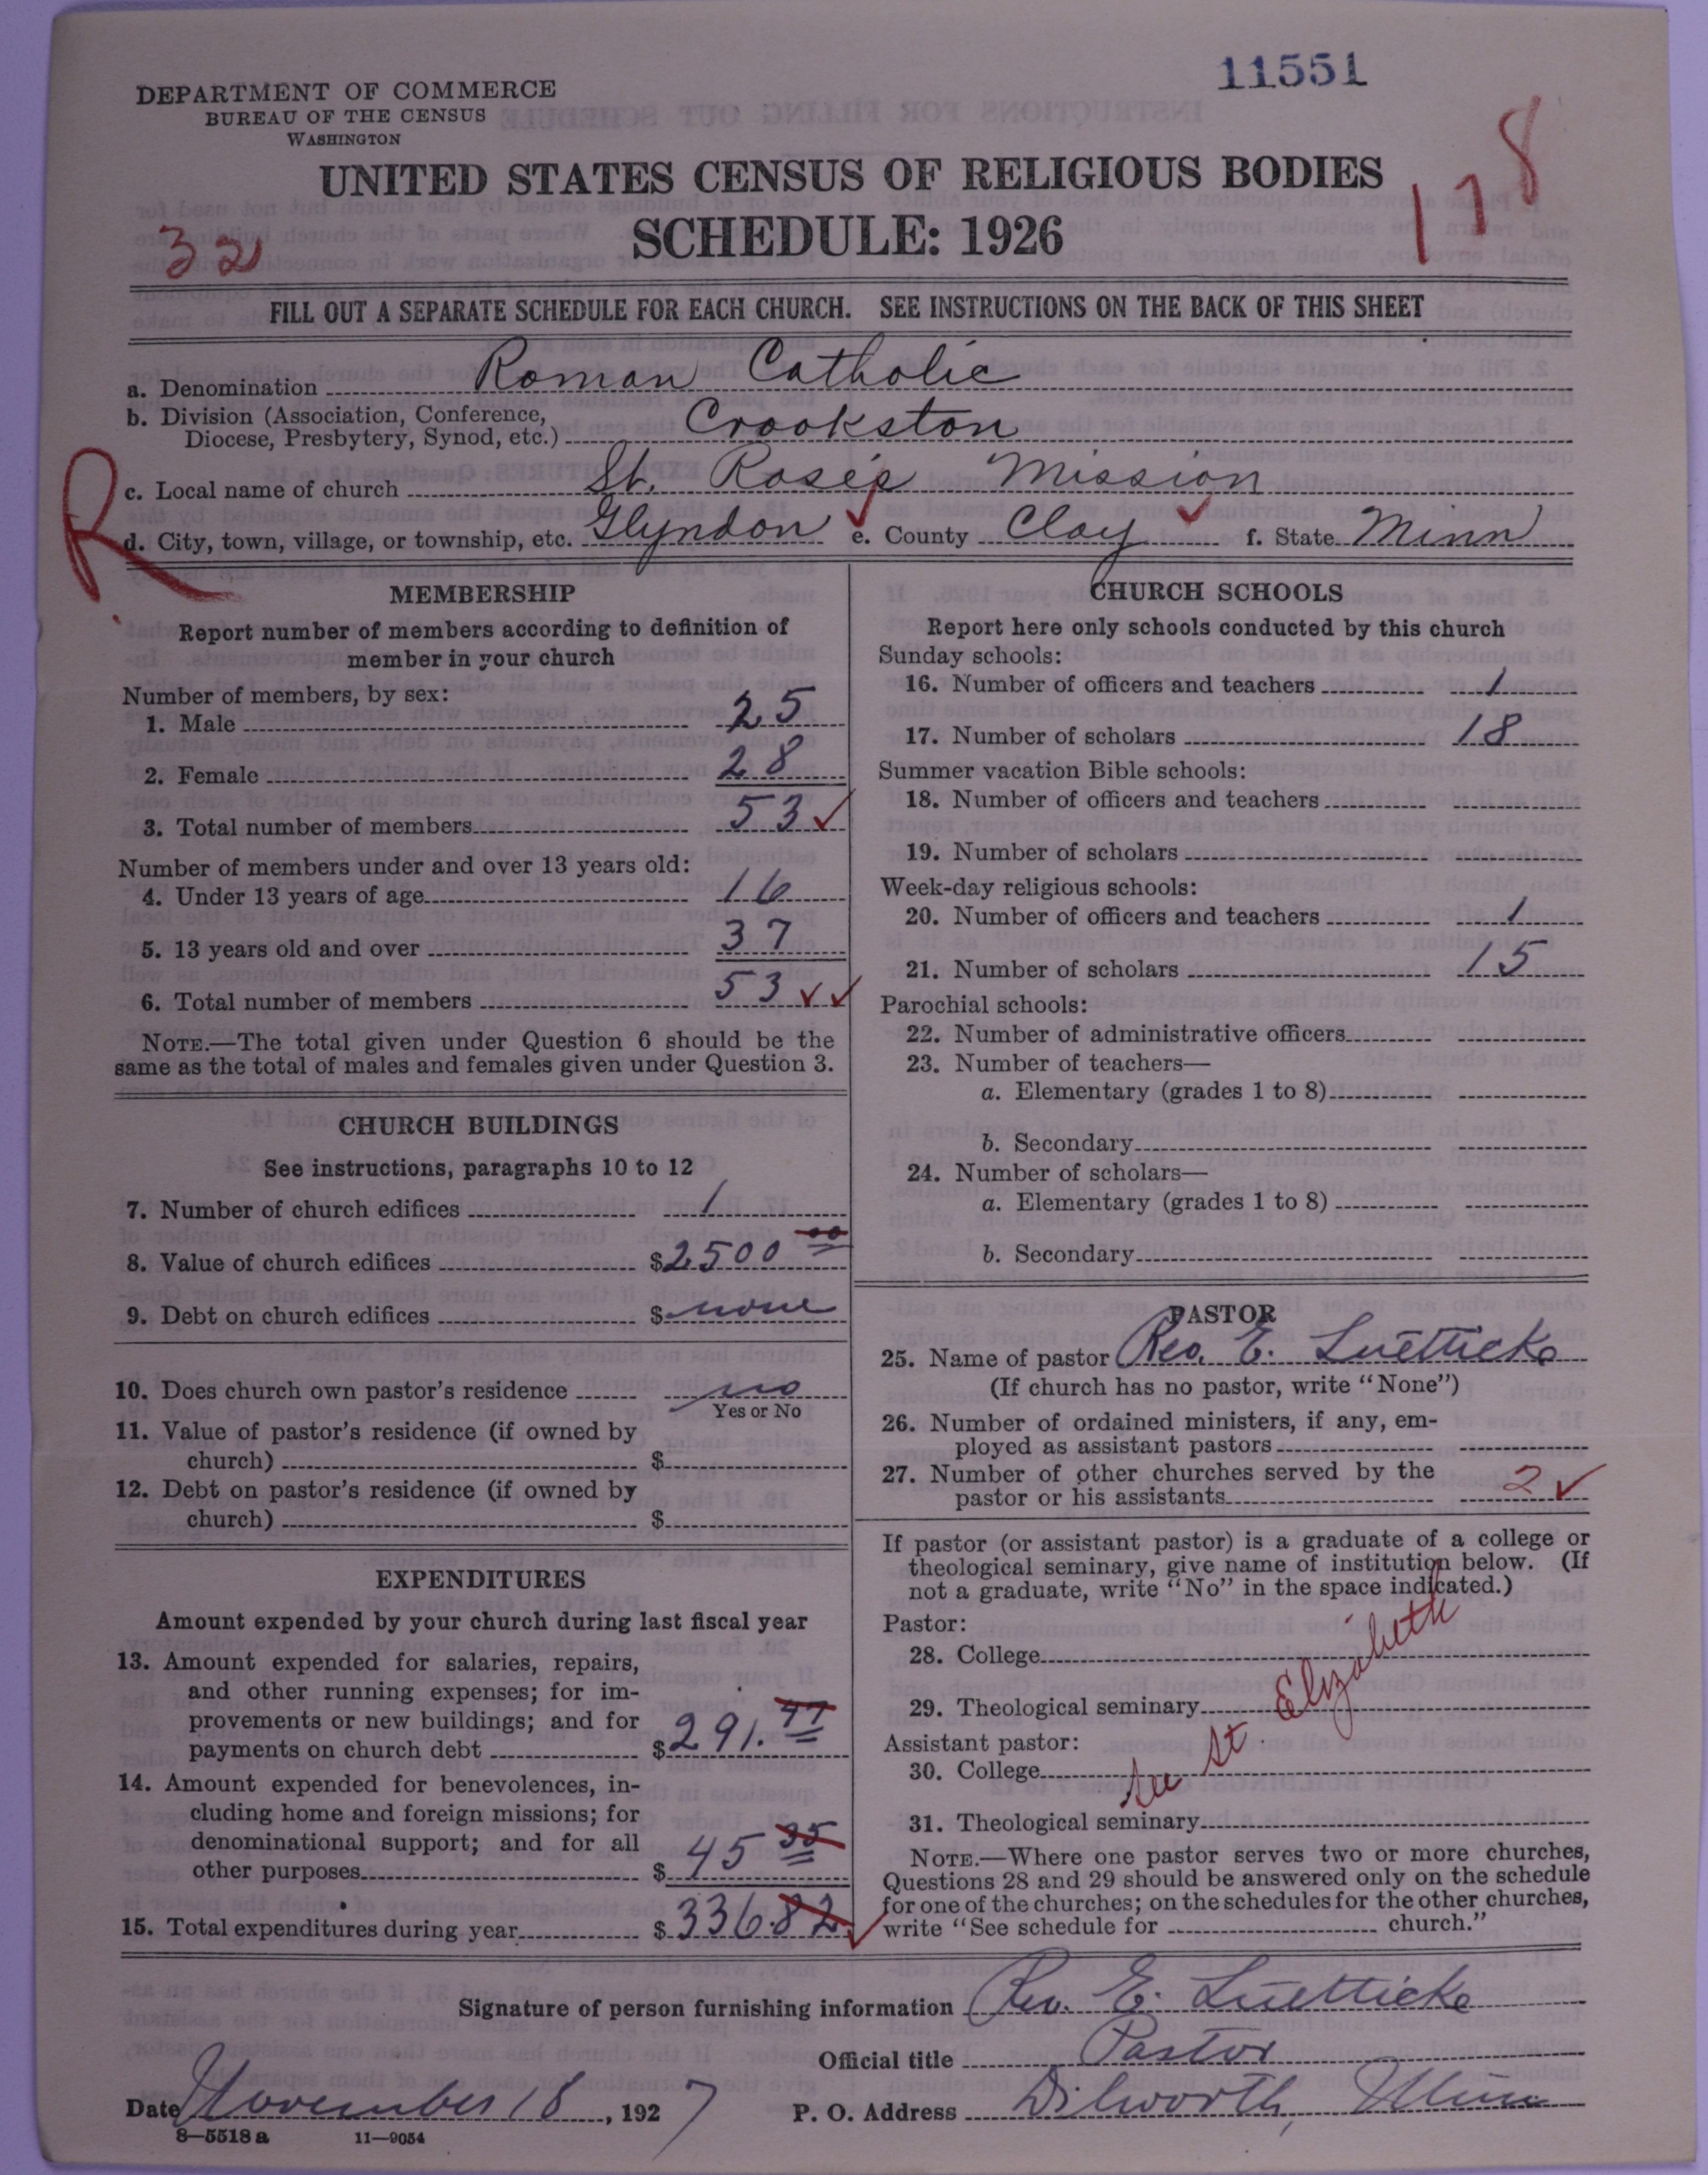 11551
DEPARTMENT OF COMMERCE
BUREAU OF THE CENSUS
WASHINGTON
UNITED STATES CENSUS OF RELIGIOUS BODIES
178
SCHEDULE: 1926
32
FILL OUT A SEPARATE SCHEDULE FOR EACH CHURCH. SEE INSTRUCTIONS ON THE BACK OF THIS SHEET
a. Denomination Roman Catholic
b. Division (Association, Conference,
Diocese, Presbytery, Synod, etc.) Crookston
R
c. Local name of church St. Rose's Mission
d. City, town, village, or township, etc. Glyndon e. County Clay f. State Minn
MEMBERSHIP
Report number of members according to definition of
member in your church
Number of members, by sex:
1. Male 25
2. Female 28
3. Total number of members 53 ✓
Number of members under and over 13 years old:
4. Under 13 years of age 16
5. 13 years old and over 37
6. Total number of members 53 ✓✓
NOTE.—The total given under Question 6 should be the
same as the total of males and females given under Question 3.
CHURCH BUILDINGS
See instructions, paragraphs 10 to 12
7. Number of church edifices 1
8. Value of church edifices $2500 00
9. Debt on church edifices $ none
10. Does church own pastor's residence no
Yes or No
11. Value of pastor's residence (if owned by
church) $
12. Debt on pastor's residence (if owned by
church) $
EXPENDITURES
Amount expended by your church during last fiscal year
13. Amount expended for salaries, repairs,
and other running expenses; for im-
provements or new buildings; and for
payments on church debt $291.47
14. Amount expended for benevolences, in-
cluding home and foreign missions; for
denominational support; and for all
other purposes $45 35
15. Total expenditures during year $336.82 ✓
CHURCH SCHOOLS
Report here only schools conducted by this church
Sunday schools:
16. Number of officers and teachers 1
17. Number of scholars 18
Summer vacation Bible schools:
18. Number of officers and teachers
19. Number of scholars
Week-day religious schools:
20. Number of officers and teachers 1
21. Number of scholars 15
Parochial schools:
22. Number of administrative officers
23. Number of teachers—
a. Elementary (grades 1 to 8)
b. Secondary
24. Number of scholars—
a. Elementary (grades 1 to 8)
b. Secondary
PASTOR
25. Name of pastor Rev. E. Luetticke
(If church has no pastor, write "None")
26. Number of ordained ministers, if any, em-
ployed as assistant pastors
27. Number of other churches served by the
pastor or his assistants 2 ✓
If pastor (or assistant pastor) is a graduate of a college or
theological seminary, give name of institution below. (If
not a graduate, write "No" in the space indicated.)
Pastor:
28. College
29. Theological seminary
See St. Elizabeth
Assistant pastor:
30. College
31. Theological seminary
NOTE.—Where one pastor serves two or more churches,
Questions 28 and 29 should be answered only on the schedule
for one of the churches; on the schedules for the other churches,
write "See schedule for church."
Signature of person furnishing information Rev. E. Luetticke
Official title Pastor
Date November 18, 1927 P. O. Address Dilworth, Minn
8—5518a 11—9054